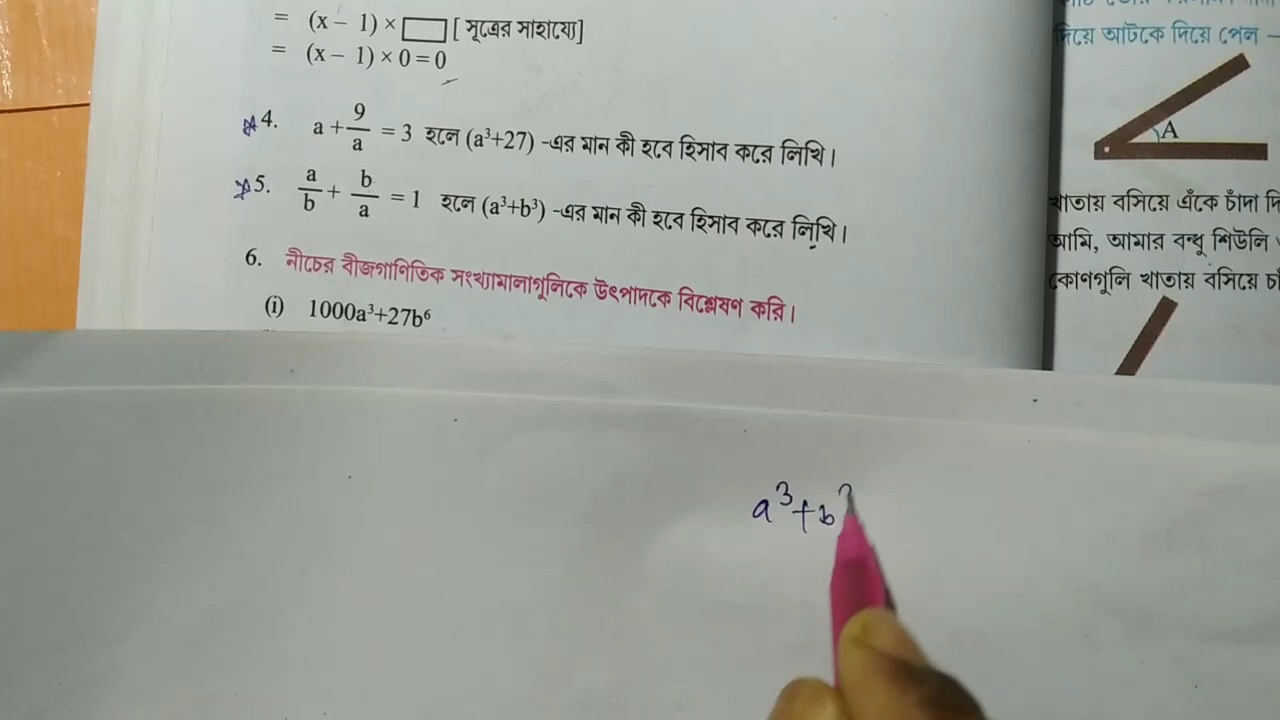 = (x – 1) × [ সূত্রের সাহায্যে]
= (x – 1) × 0 = 0
4. a + 9/a = 3 হলে (a³+27) -এর মান কী হবে হিসাব করে লিখি।
5. a/b + b/a = 1 হলে (a³+b³) -এর মান কী হবে হিসাব করে লিখি।
6. নীচের বীজগাণিতিক সংখ্যামালাগুলিকে উৎপাদকে বিশ্লেষণ করি।
(i) 1000a³+27b⁶
a³+b³
দিয়ে আটকে দিয়ে পেল –
A
খাতায় বসিয়ে এঁকে চাঁদা দি
আমি, আমার বন্ধু শিউলি
কোণগুলি খাতায় বসিয়ে চাঁ